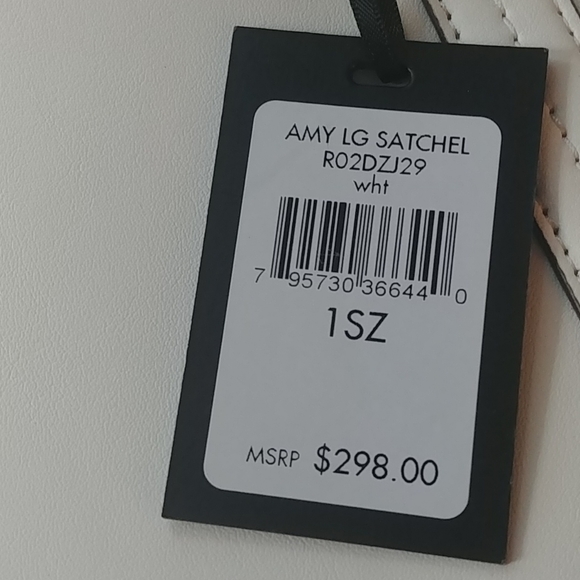 AMY LG SATCHEL
R02DZJ29
wht
7 95730 36644 0
1SZ
MSRP $298.00